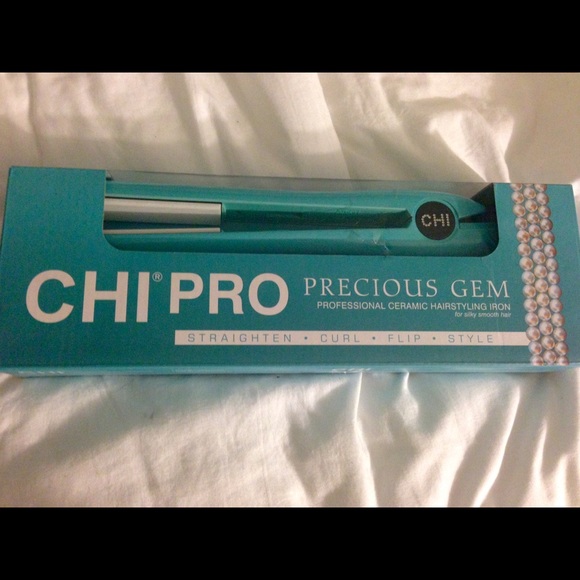 CHI
CHI® PRO
PRECIOUS GEM
PROFESSIONAL CERAMIC HAIRSTYLING IRON
for silky smooth hair
STRAIGHTEN • CURL • FLIP • STYLE